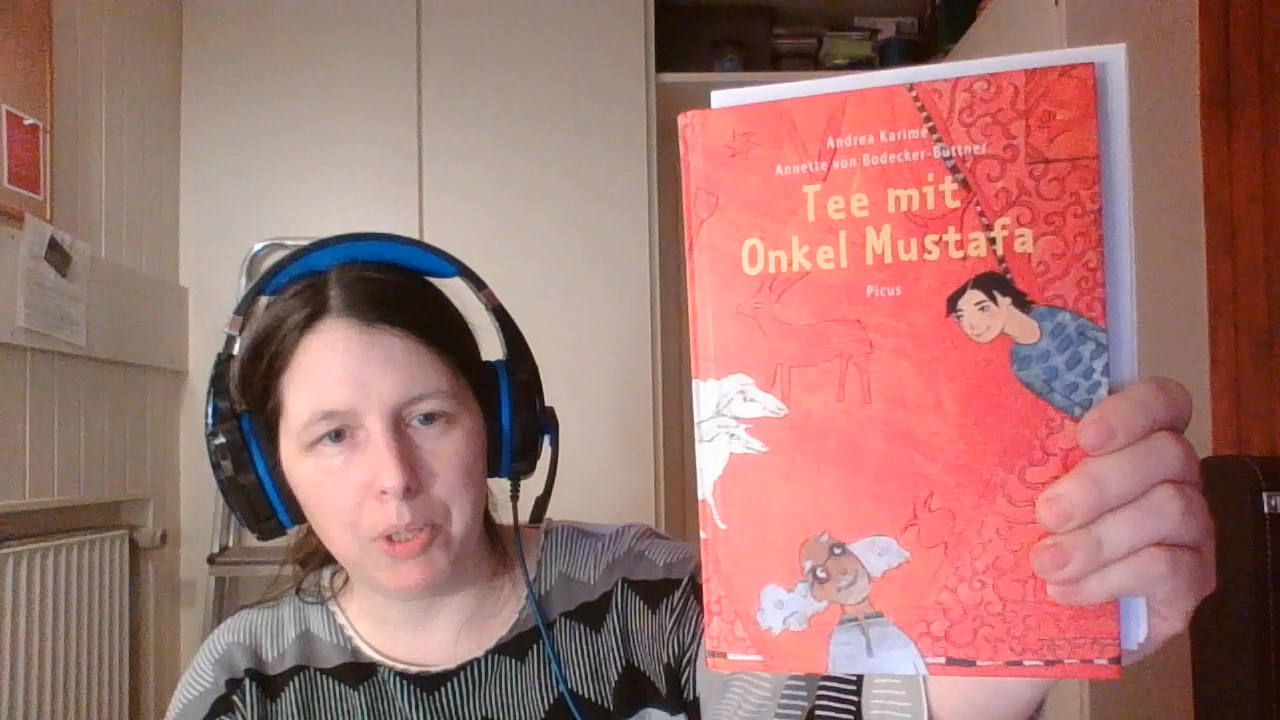 Andrea Karimé
Annette von Bodecker-Büttner
Tee mit
Onkel Mustafa
Picus